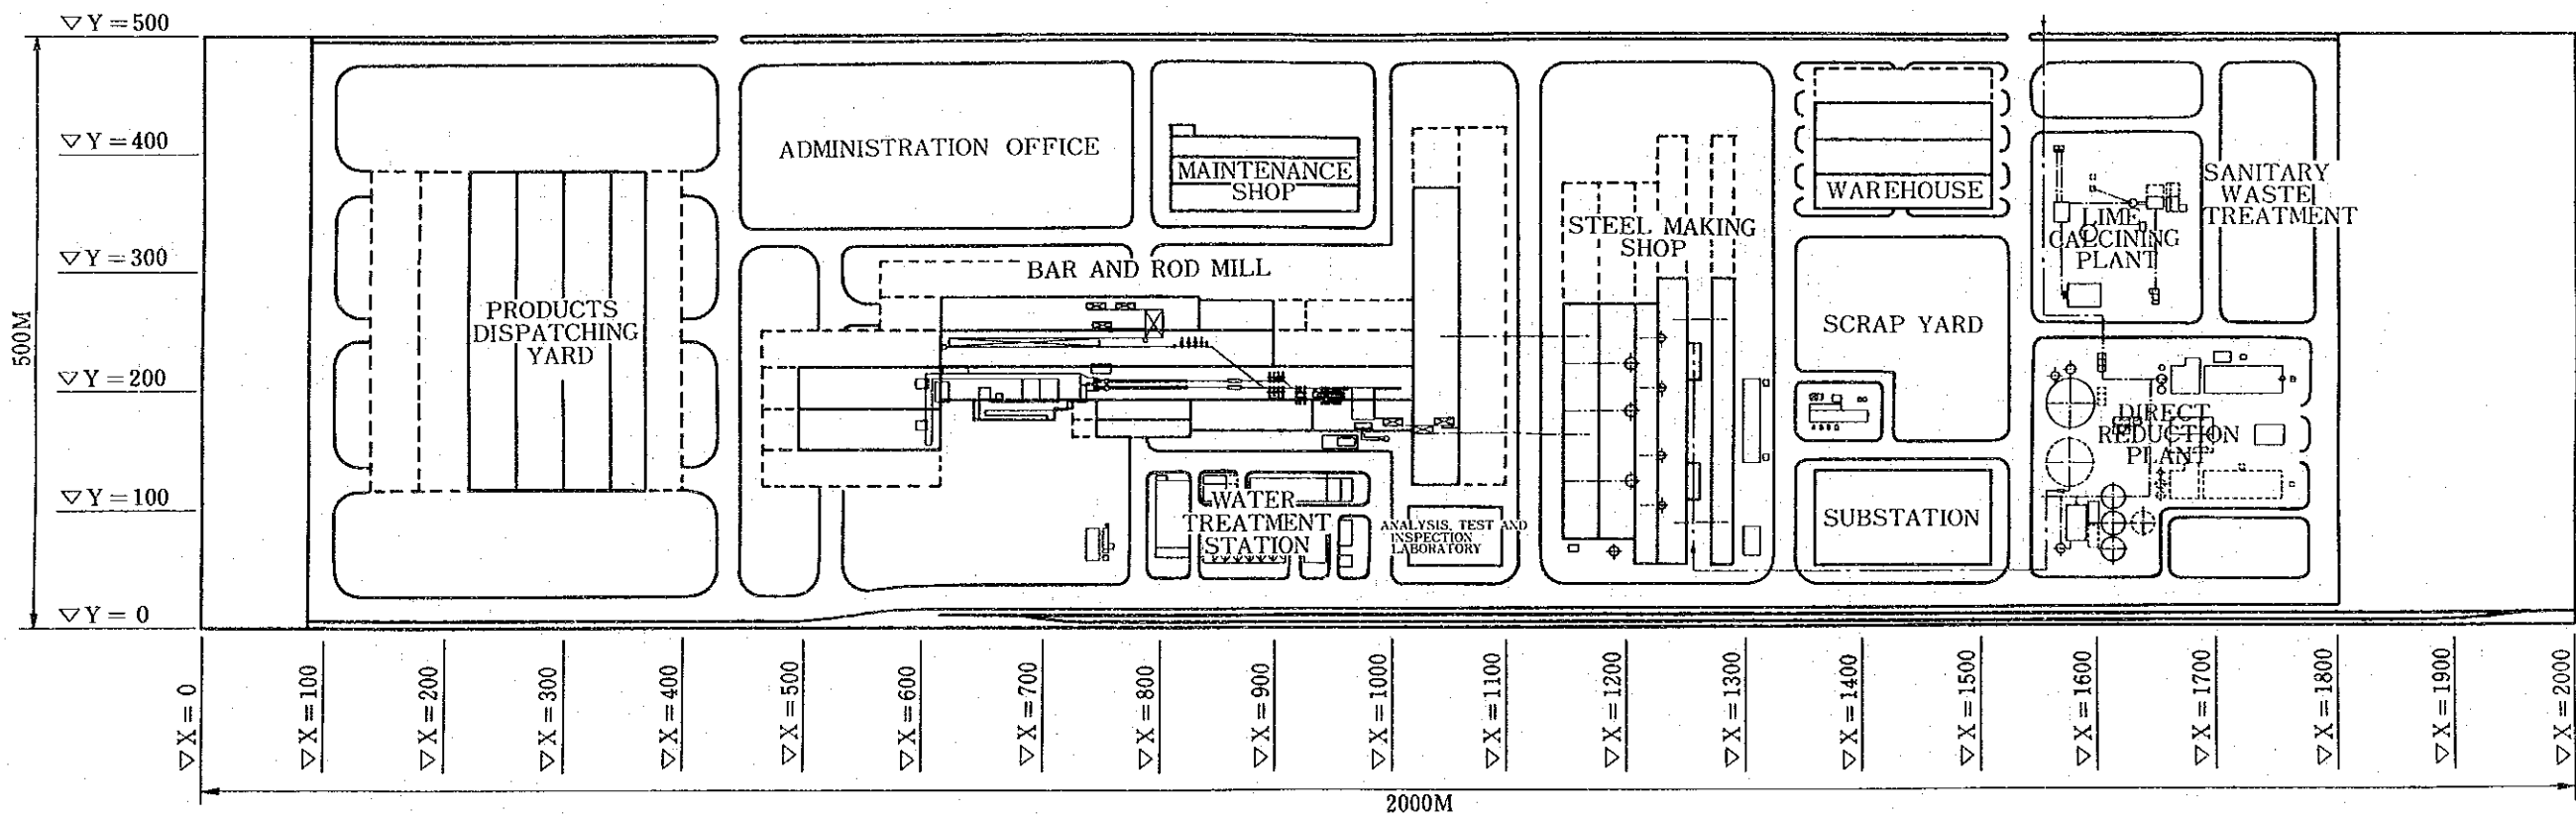 ▽Y=500
▽Y=400
▽Y=300
▽Y=200
▽Y=100
▽Y=0
500M
PRODUCTS
DISPATCHING
YARD
ADMINISTRATION OFFICE
MAINTENANCE
SHOP
BAR AND ROD MILL
WATER
TREATMENT
STATION
ANALYSIS, TEST AND
INSPECTION
LABORATORY
STEEL MAKING
SHOP
WAREHOUSE
SCRAP YARD
SUBSTATION
LIME
CALCINING
PLANT
SANITARY
WASTE
TREATMENT
DIRECT
REDUCTION
PLANT
▽X=0
▽X=100
▽X=200
▽X=300
▽X=400
▽X=500
▽X=600
▽X=700
▽X=800
▽X=900
▽X=1000
▽X=1100
▽X=1200
▽X=1300
▽X=1400
▽X=1500
▽X=1600
▽X=1700
▽X=1800
▽X=1900
▽X=2000
2000M